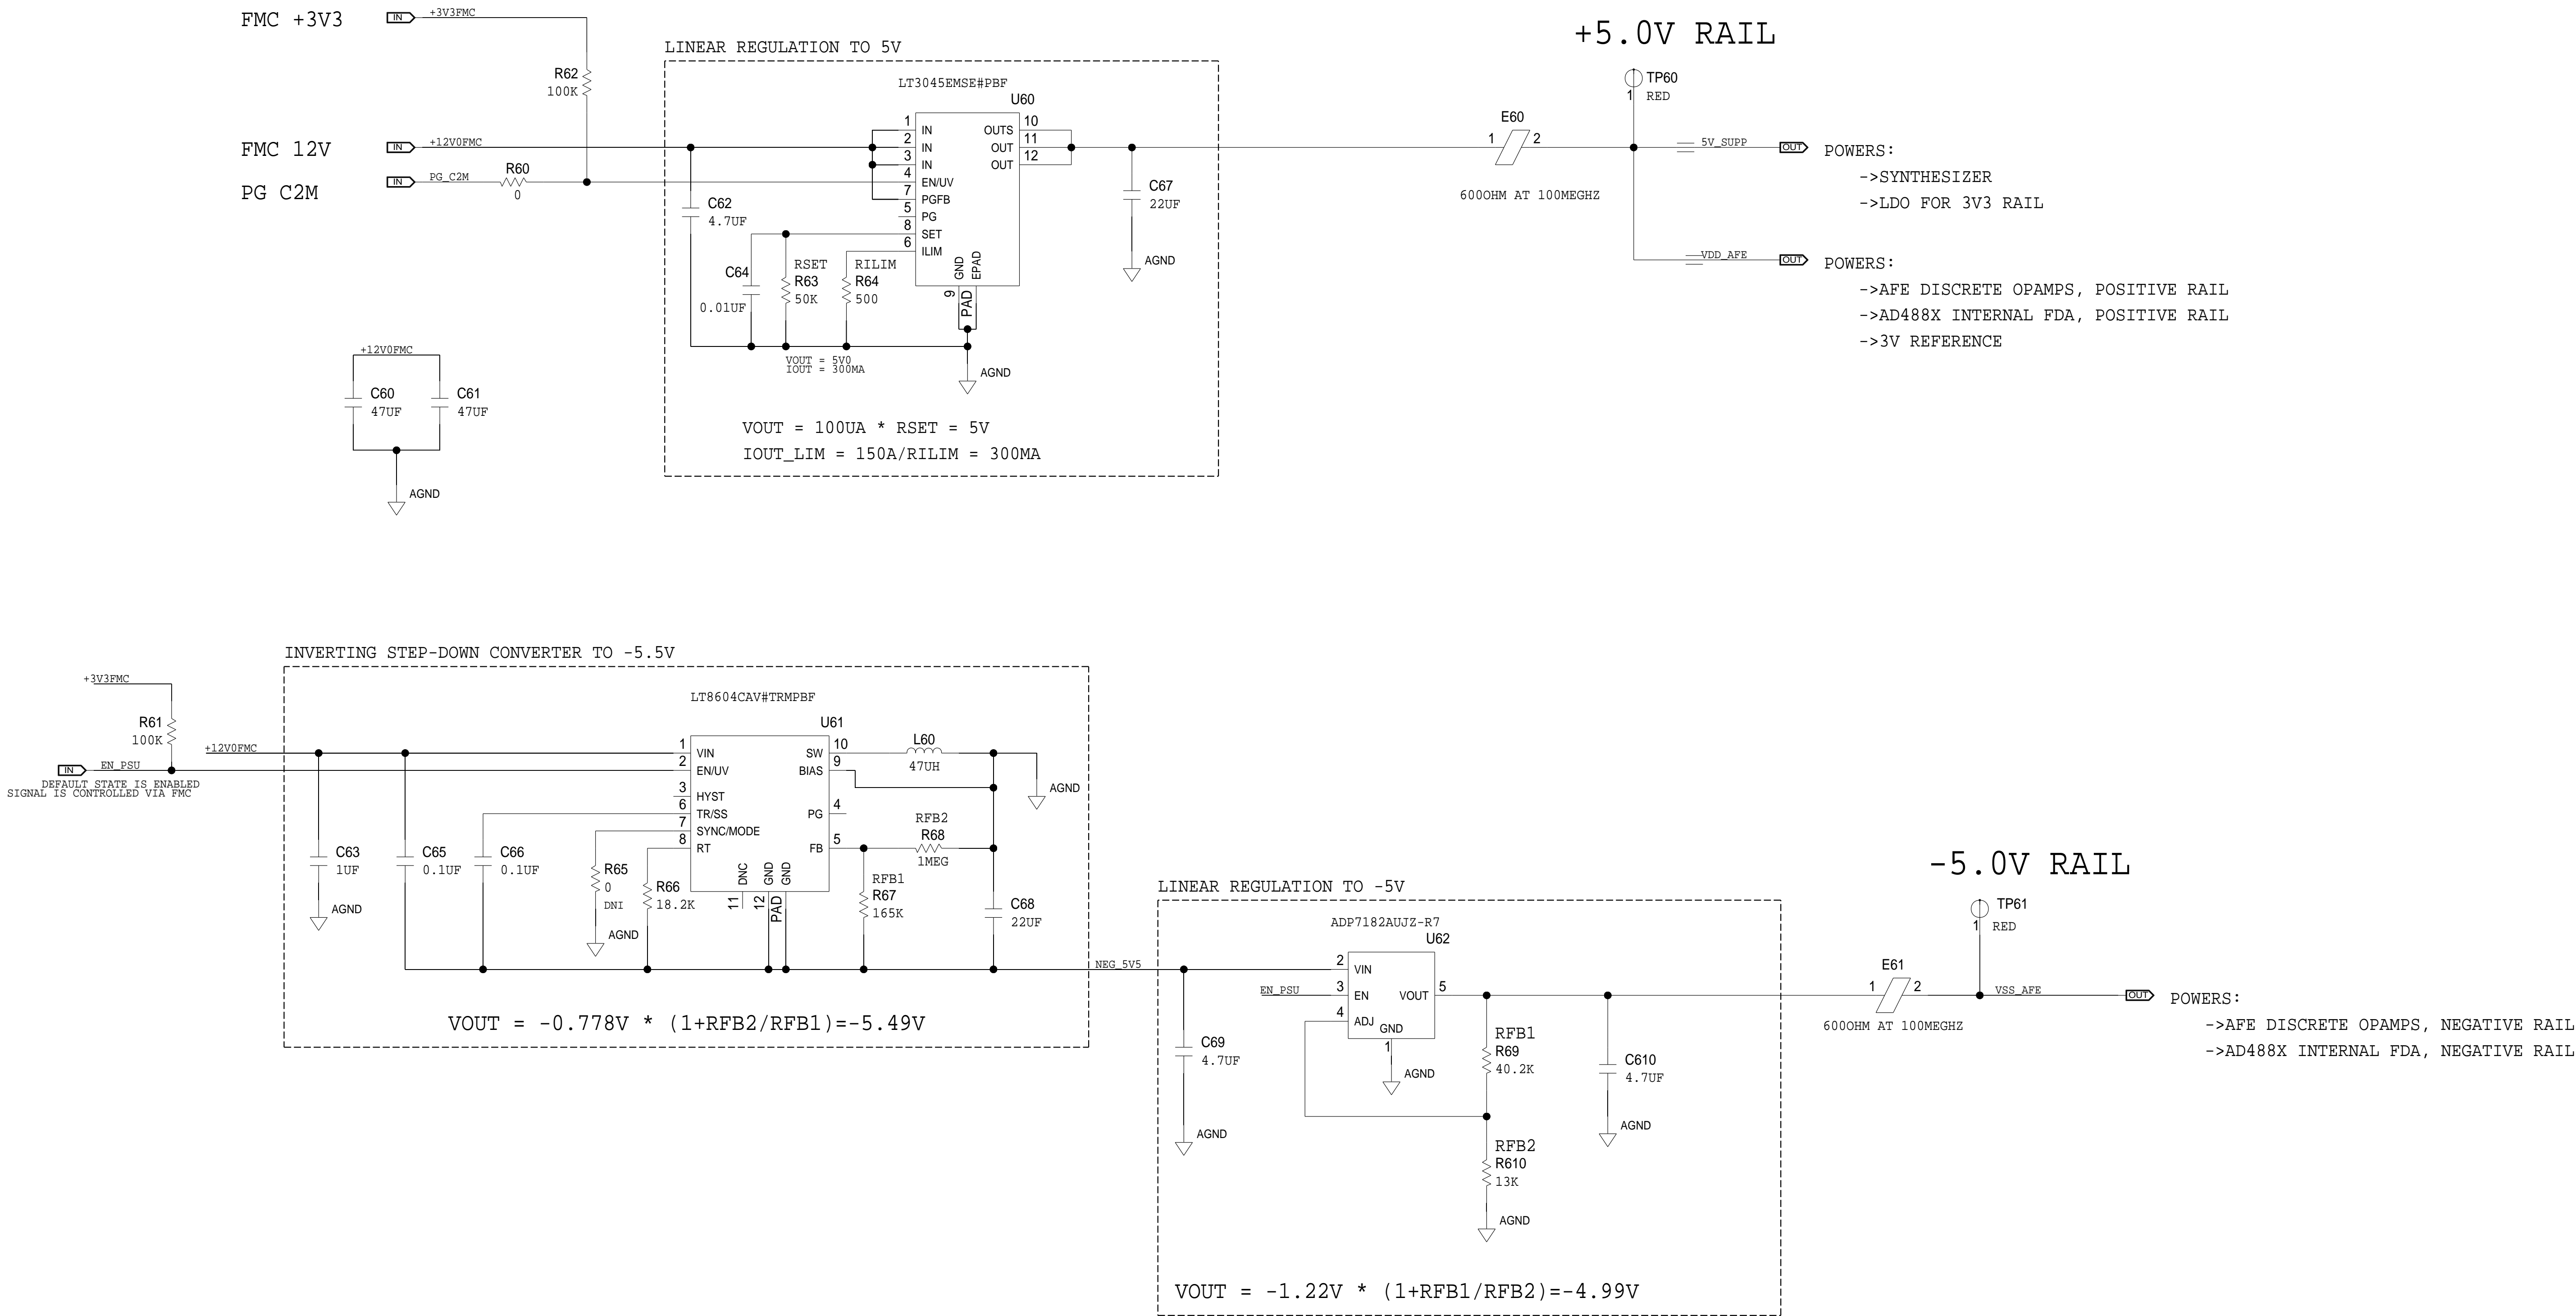 FMC +3V3
IN
+3V3FMC
R62
100K
FMC 12V
IN
+12V0FMC
PG C2M
IN
PG_C2M
R60
0
LINEAR REGULATION TO 5V
LT3045EMSE#PBF
U60
1 IN
2 IN
3 IN
4 EN/UV
7 PGFB
5 PG
8 SET
6 ILIM
OUTS 10
OUT 11
OUT 12
GND
EPAD
9
PAD
C62
4.7UF
C64
0.01UF
RSET
R63
50K
RILIM
R64
500
VOUT = 5V0
IOUT = 300MA
AGND
C67
22UF
AGND
VOUT = 100UA * RSET = 5V
IOUT_LIM = 150A/RILIM = 300MA
+5.0V RAIL
TP60
1
RED
E60
1
2
600OHM AT 100MEGHZ
5V_SUPP
OUT
POWERS:
->SYNTHESIZER
->LDO FOR 3V3 RAIL
VDD_AFE
OUT
POWERS:
->AFE DISCRETE OPAMPS, POSITIVE RAIL
->AD488X INTERNAL FDA, POSITIVE RAIL
->3V REFERENCE
+12V0FMC
C60
47UF
C61
47UF
AGND
INVERTING STEP-DOWN CONVERTER TO -5.5V
+3V3FMC
R61
100K
+12V0FMC
IN
EN_PSU
DEFAULT STATE IS ENABLED
SIGNAL IS CONTROLLED VIA FMC
LT8604CAV#TRMPBF
U61
1 VIN
2 EN/UV
3 HYST
6 TR/SS
7 SYNC/MODE
8 RT
SW 10
BIAS 9
PG 4
FB 5
DNC
GND
GND
11
12
PAD
L60
47UH
AGND
C63
1UF
AGND
C65
0.1UF
C66
0.1UF
R65
0
DNI
AGND
R66
18.2K
RFB2
R68
1MEG
RFB1
R67
165K
C68
22UF
VOUT = -0.778V * (1+RFB2/RFB1)=-5.49V
NEG_5V5
LINEAR REGULATION TO -5V
ADP7182AUJZ-R7
U62
2 VIN
3 EN
4 ADJ
VOUT 5
GND
1
AGND
EN_PSU
C69
4.7UF
AGND
RFB1
R69
40.2K
RFB2
R610
13K
AGND
C610
4.7UF
AGND
VOUT = -1.22V * (1+RFB1/RFB2)=-4.99V
-5.0V RAIL
TP61
1
RED
E61
1
2
600OHM AT 100MEGHZ
VSS_AFE
OUT
POWERS:
->AFE DISCRETE OPAMPS, NEGATIVE RAIL
->AD488X INTERNAL FDA, NEGATIVE RAIL